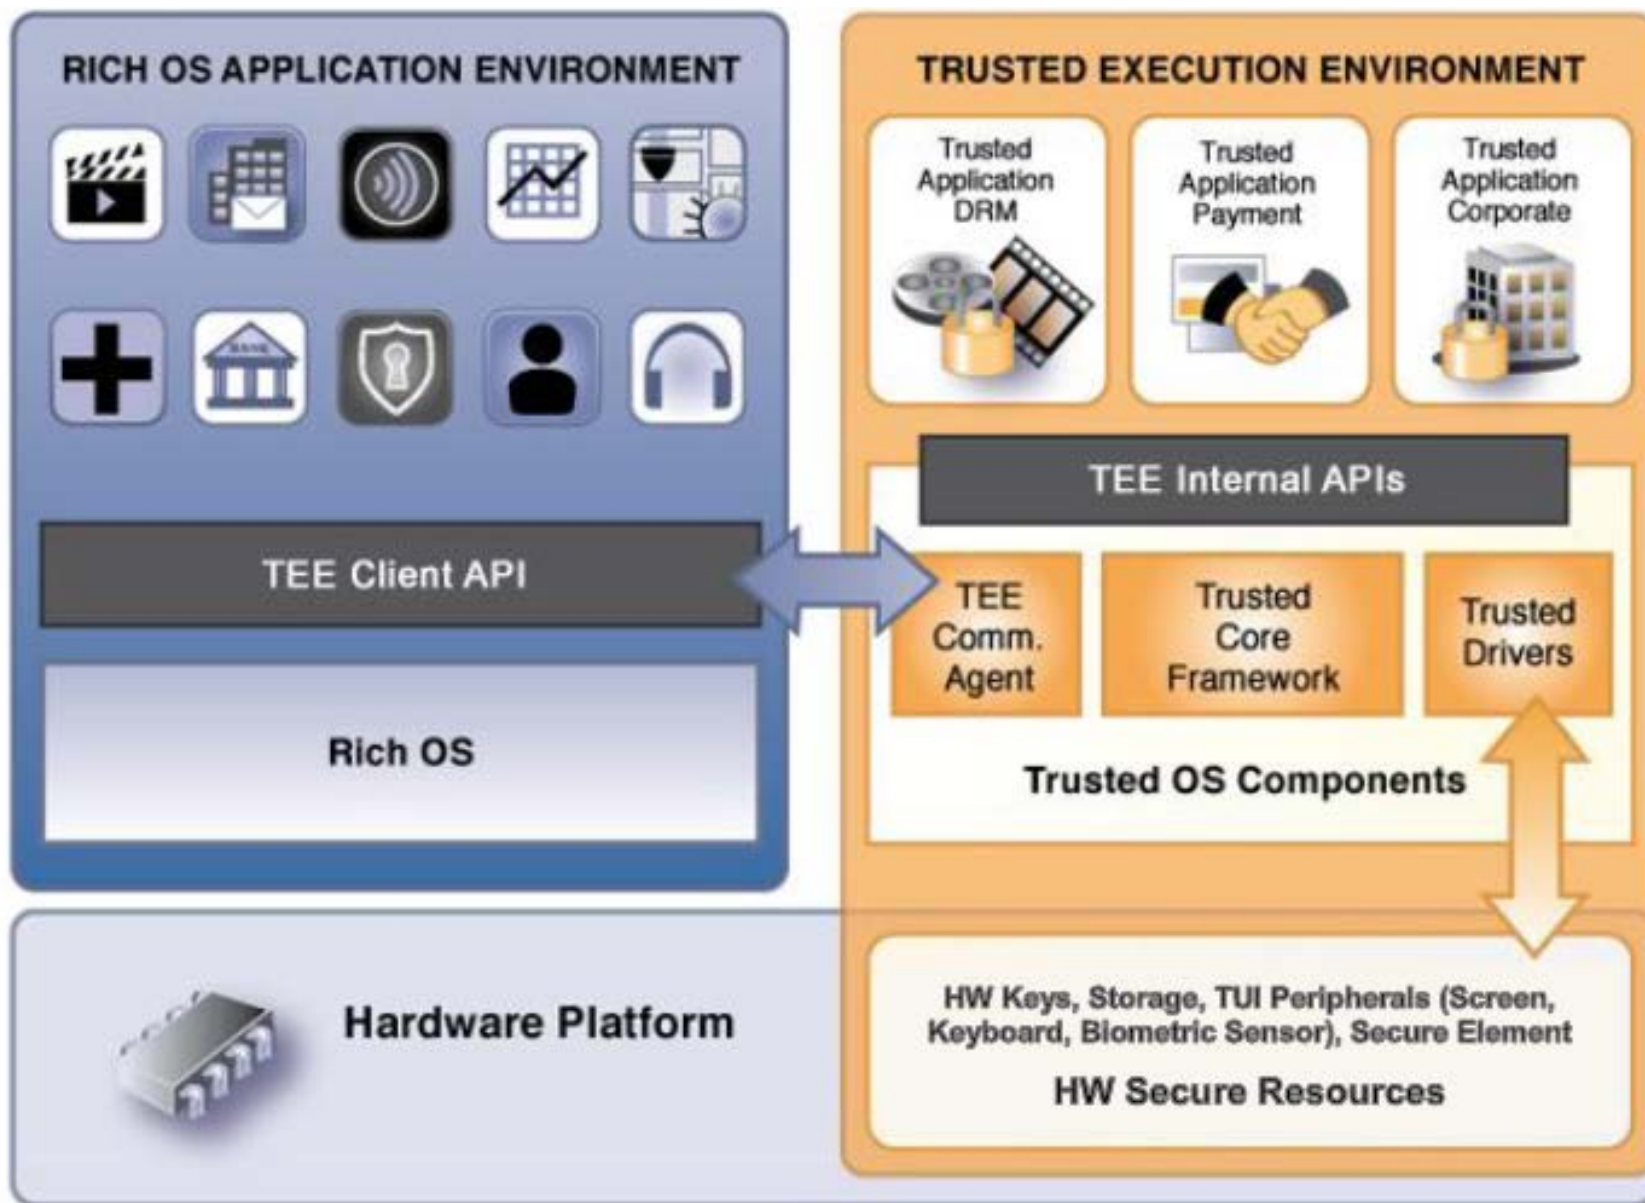 RICH OS APPLICATION ENVIRONMENT
BANK
TEE Client API
Rich OS
TRUSTED EXECUTION ENVIRONMENT
Trusted
Application
DRM
Trusted
Application
Payment
Trusted
Application
Corporate
TEE Internal APIs
TEE
Comm.
Agent
Trusted
Core
Framework
Trusted
Drivers
Trusted OS Components
Hardware Platform
HW Keys, Storage, TUI Peripherals (Screen,
Keyboard, Biometric Sensor), Secure Element
HW Secure Resources